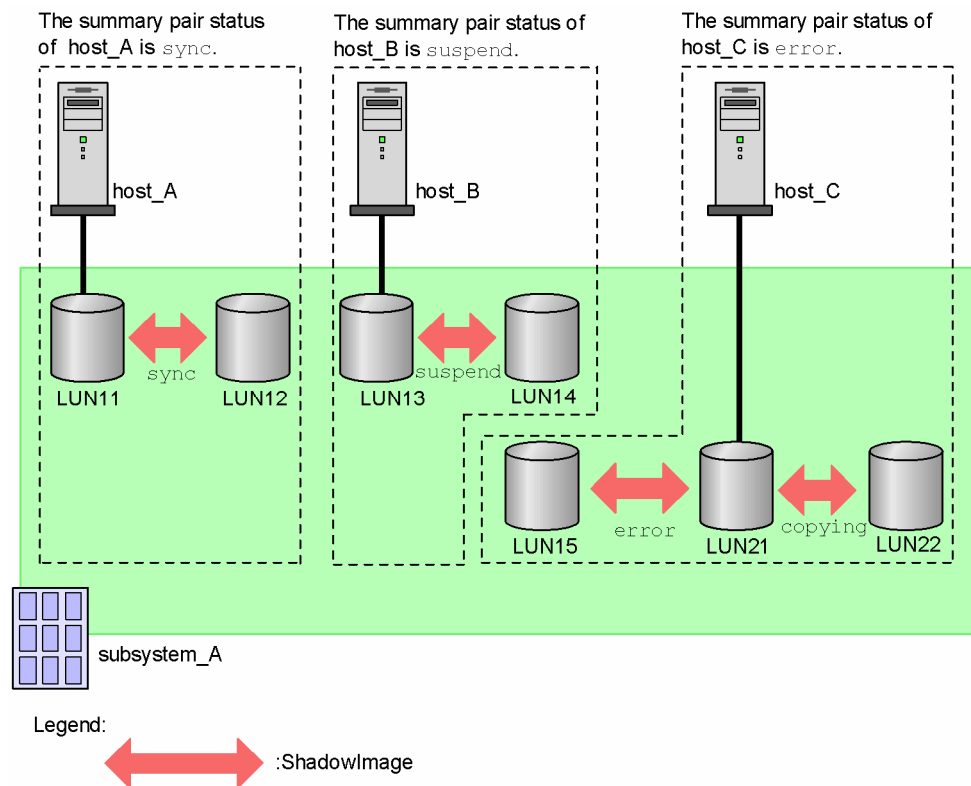 The summary pair status
of host_A is sync.
The summary pair status of
host_B is suspend.
The summary pair status of
host_C is error.
host_A
host_B
host_C
sync
suspend
LUN11
LUN12
LUN13
LUN14
error
copying
LUN15
LUN21
LUN22
subsystem_A
Legend:
:ShadowImage